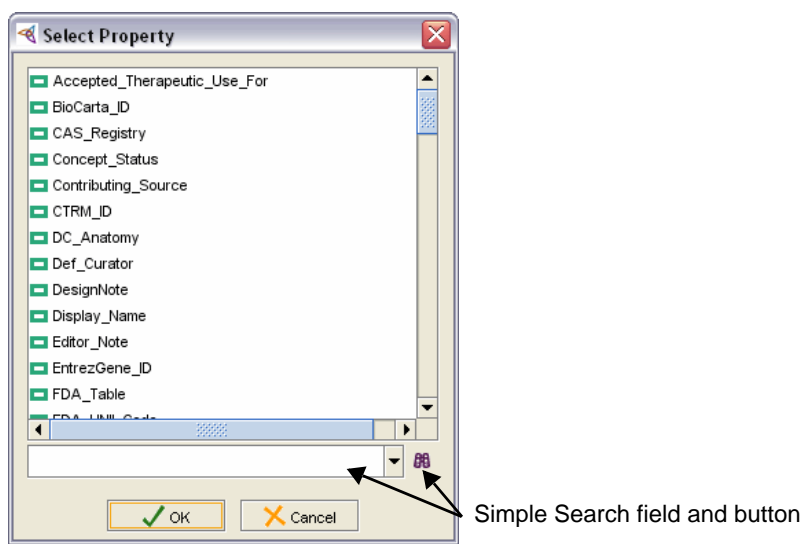 Select Property
Accepted_Therapeutic_Use_For
BioCarta_ID
CAS_Registry
Concept_Status
Contributing_Source
CTRM_ID
DC_Anatomy
Def_Curator
DesignNote
Display_Name
Editor_Note
EntrezGene_ID
FDA_Table
FDA_UNII_Code
OK Cancel
Simple Search field and button